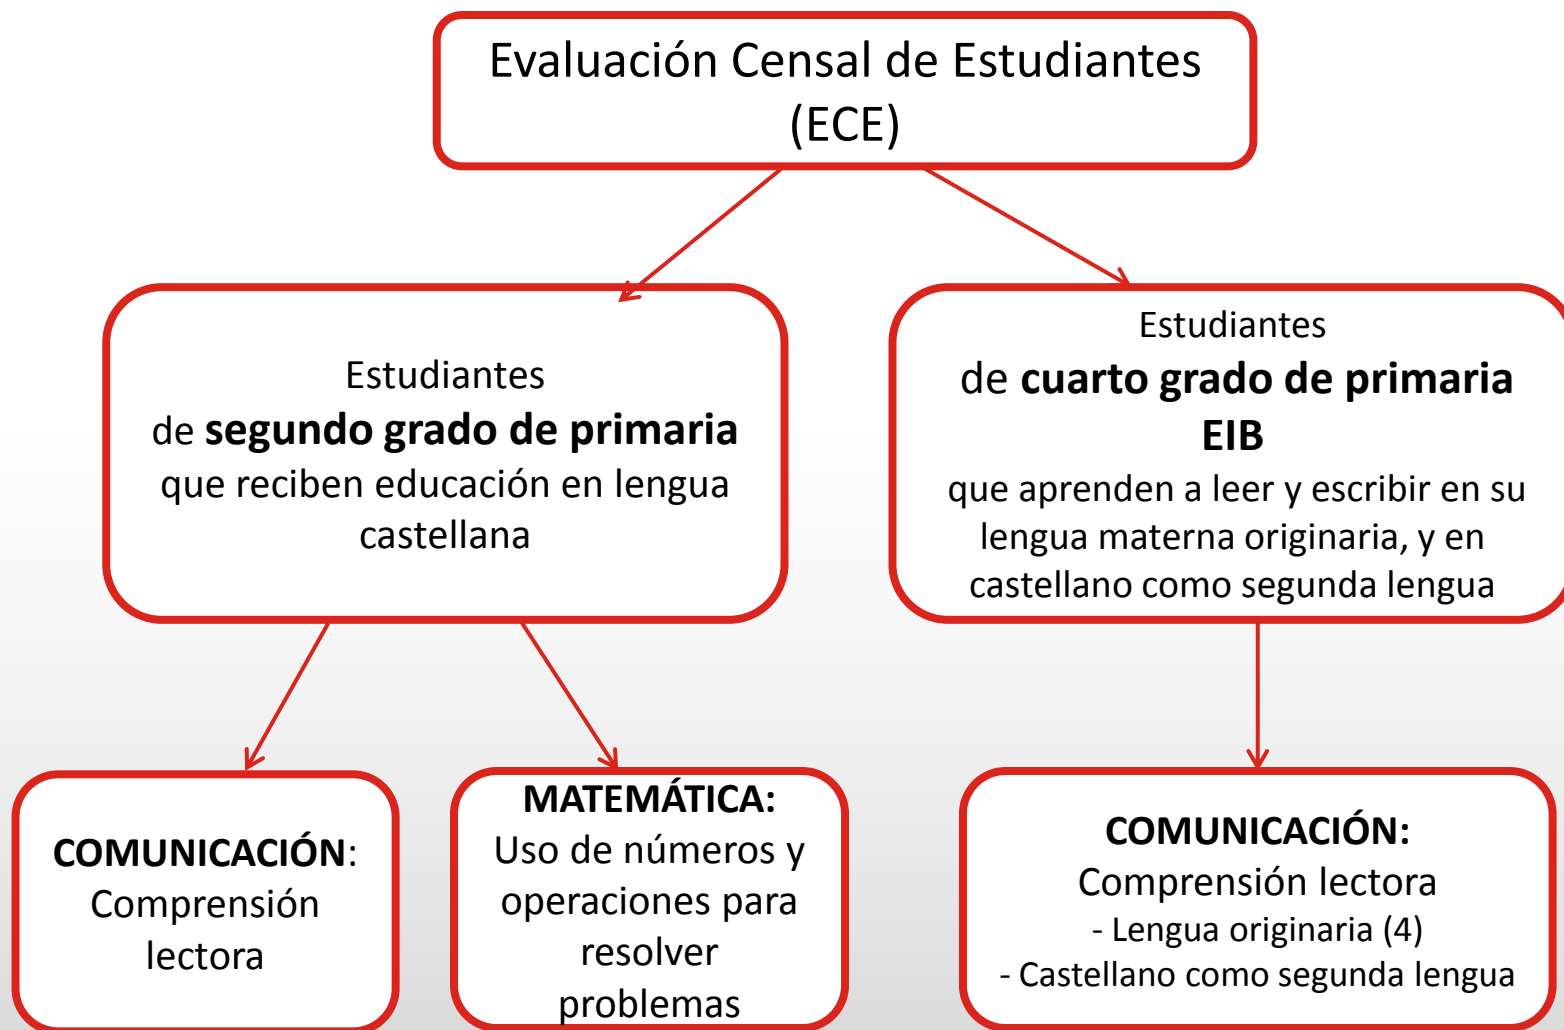 Evaluación Censal de Estudiantes
(ECE)
Estudiantes
de segundo grado de primaria
que reciben educación en lengua
castellana
Estudiantes
de cuarto grado de primaria
EIB
que aprenden a leer y escribir en su
lengua materna originaria, y en
castellano como segunda lengua
COMUNICACIÓN:
Comprensión
lectora
MATEMÁTICA:
Uso de números y
operaciones para
resolver
problemas
COMUNICACIÓN:
Comprensión lectora
- Lengua originaria (4)
- Castellano como segunda lengua